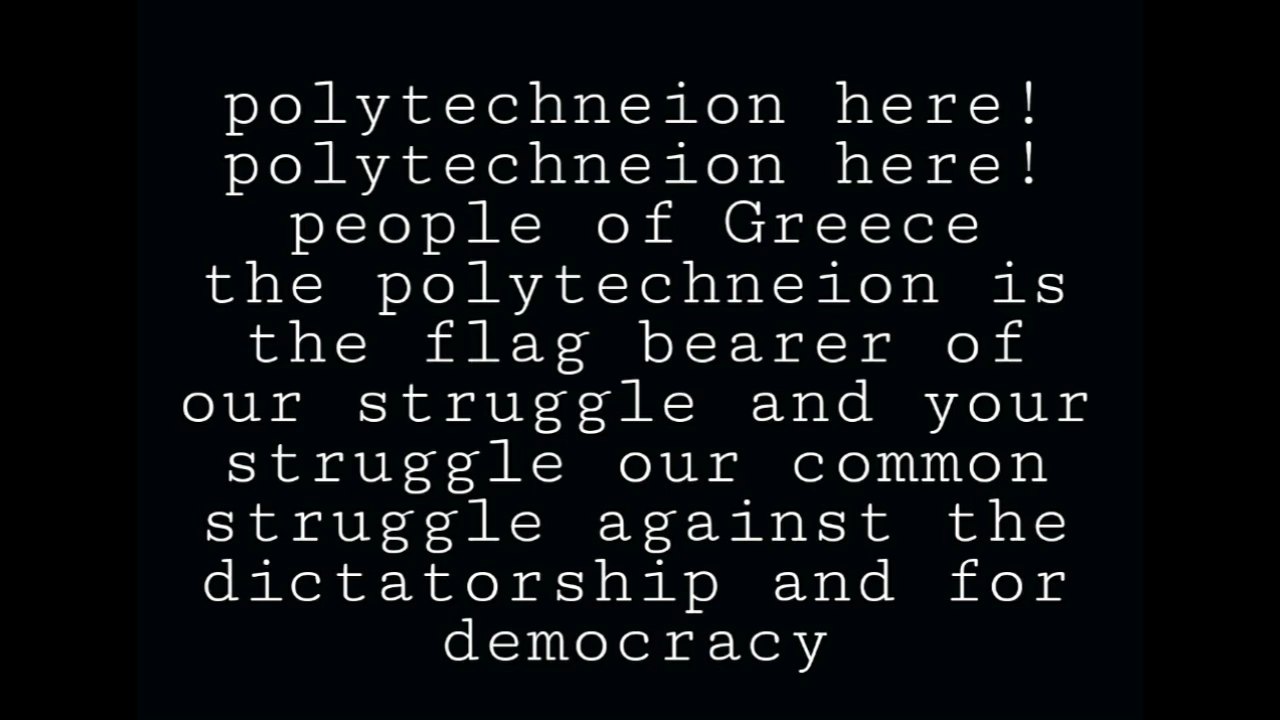 polytechneion here!
polytechneion here!
people of Greece
the polytechneion is
the flag bearer of
our struggle and your
struggle our common
struggle against the
dictatorship and for
democracy